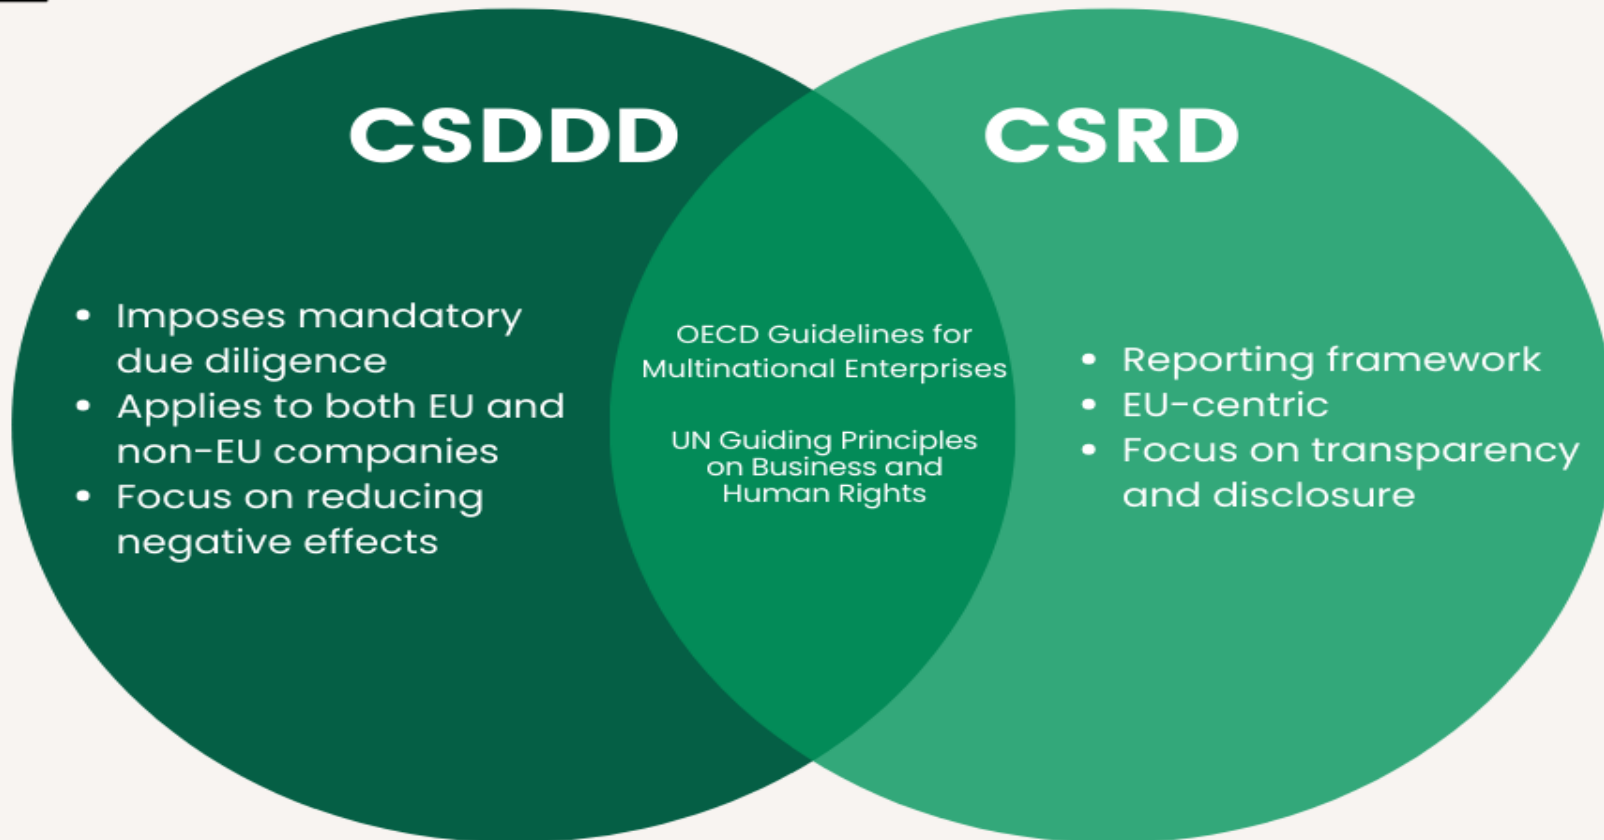 CSDDD
• Imposes mandatory
due diligence
• Applies to both EU and
non-EU companies
• Focus on reducing
negative effects
OECD Guidelines for
Multinational Enterprises
UN Guiding Principles
on Business and
Human Rights
CSRD
• Reporting framework
• EU-centric
• Focus on transparency
and disclosure